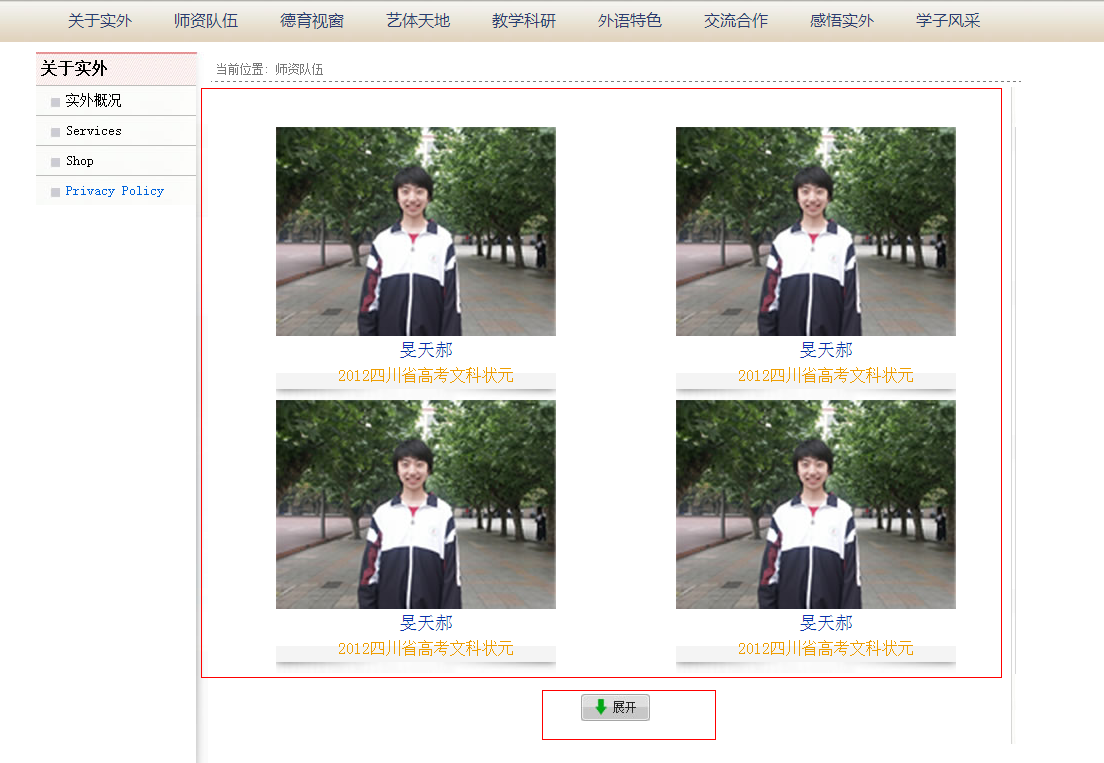 关于实外 师资队伍 德育视窗 艺体天地 教学科研 外语特色 交流合作 感悟实外 学子风采
关于实外
实外概况
Services
Shop
Privacy Policy
当前位置：师资队伍
旻天郝 旻天郝
2012四川省高考文科状元 2012四川省高考文科状元
旻天郝 旻天郝
2012四川省高考文科状元 2012四川省高考文科状元
展开